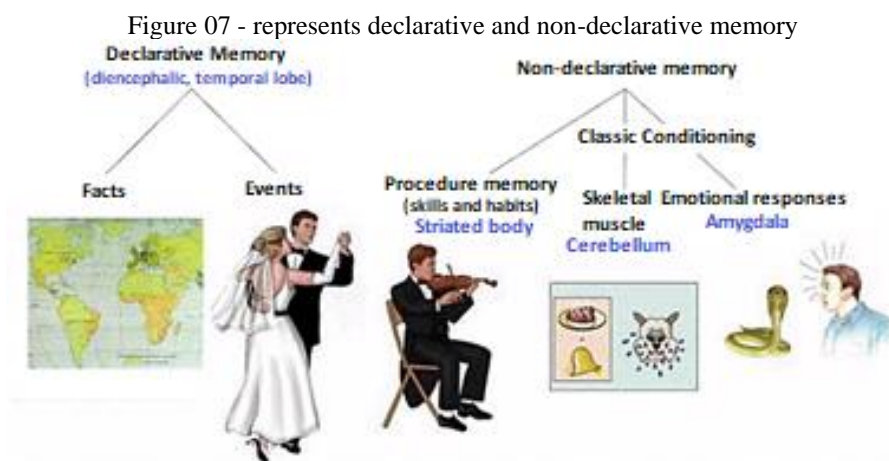 Figure 07 - represents declarative and non-declarative memory
Declarative Memory
(diencephalic, temporal lobe)
Facts
Events
Non-declarative memory
Classic Conditioning
Procedure memory
(skills and habits)
Striated body
Skeletal
muscle
Cerebellum
Emotional responses
Amygdala